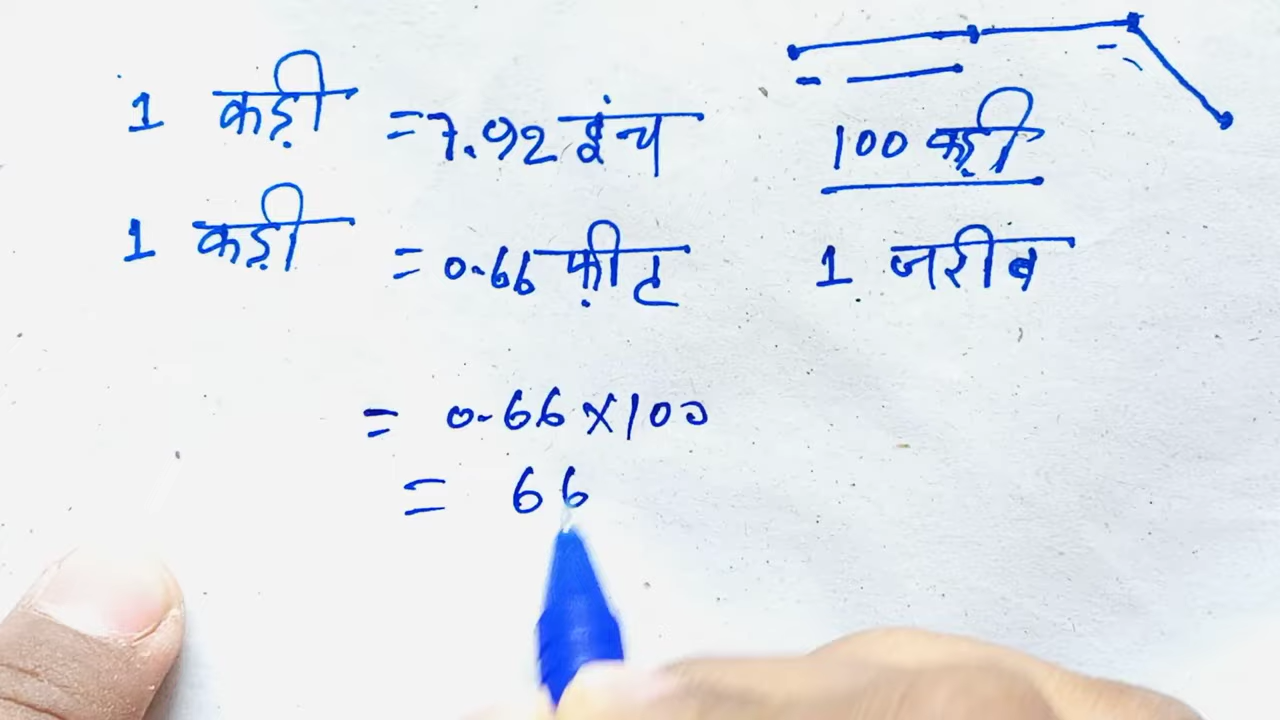 1 कड़ी = 7.92 इंच
100 कड़ी
1 कड़ी = 0.66 फ़ीट
1 जरीब
= 0.66 × 100
= 66